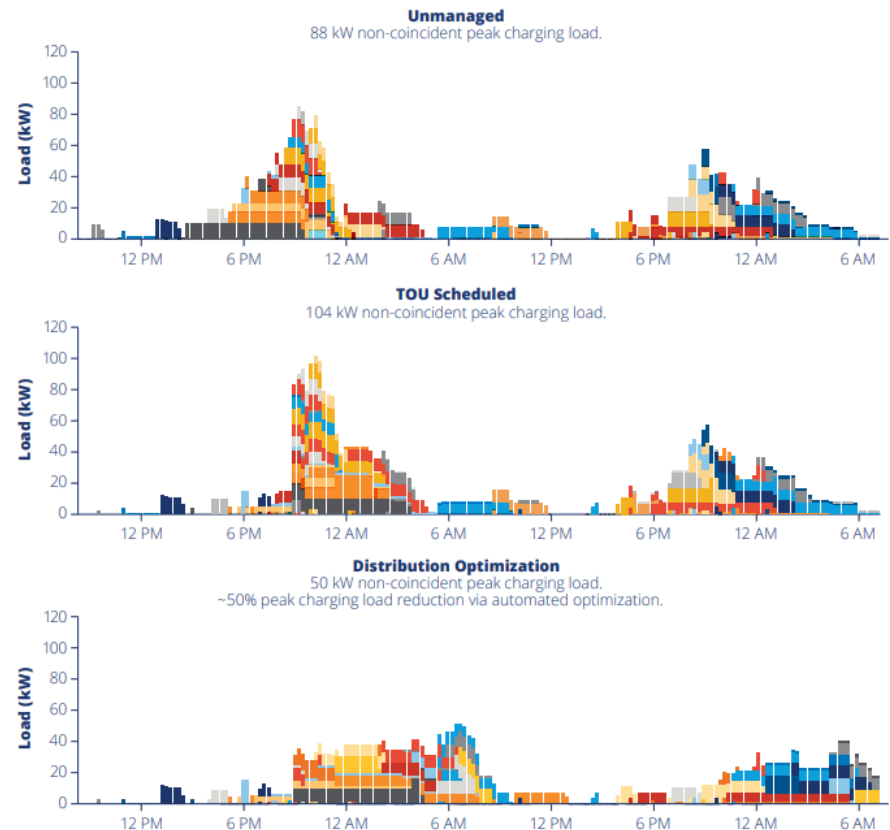 Unmanaged
88 kW non-coincident peak charging load.
120
100
80
60
40
20
0
Load (kW)
12 PM 6 PM 12 AM 6 AM 12 PM 6 PM 12 AM 6 AM
TOU Scheduled
104 kW non-coincident peak charging load.
120
100
80
60
40
20
0
Load (kW)
12 PM 6 PM 12 AM 6 AM 12 PM 6 PM 12 AM 6 AM
Distribution Optimization
50 kW non-coincident peak charging load.
~50% peak charging load reduction via automated optimization.
120
100
80
60
40
20
0
Load (kW)
12 PM 6 PM 12 AM 6 AM 12 PM 6 PM 12 AM 6 AM